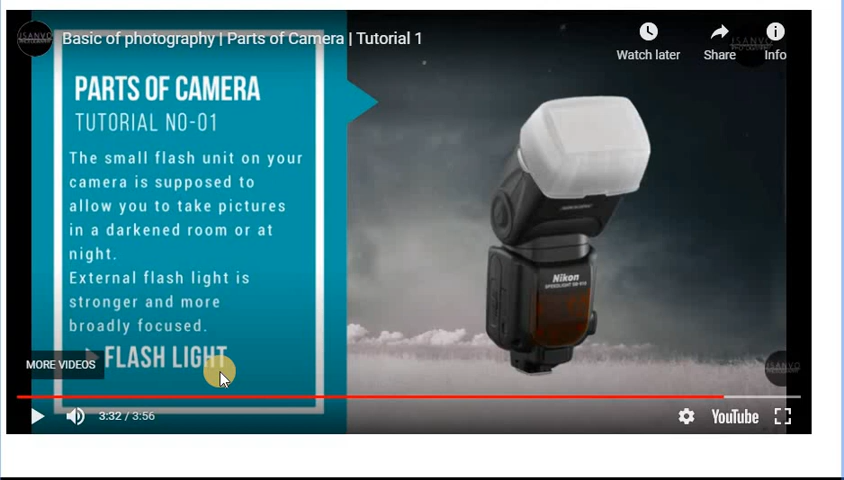 Basic of photography | Parts of Camera | Tutorial 1
Watch later
Share
Info
PARTS OF CAMERA
TUTORIAL NO-01
The small flash unit on your
camera is supposed to
allow you to take pictures
in a darkened room or at
night.
External flash light is
stronger and more
broadly focused.
FLASH LIGHT
Nikon
MORE VIDEOS
3:32 / 3:56
YouTube